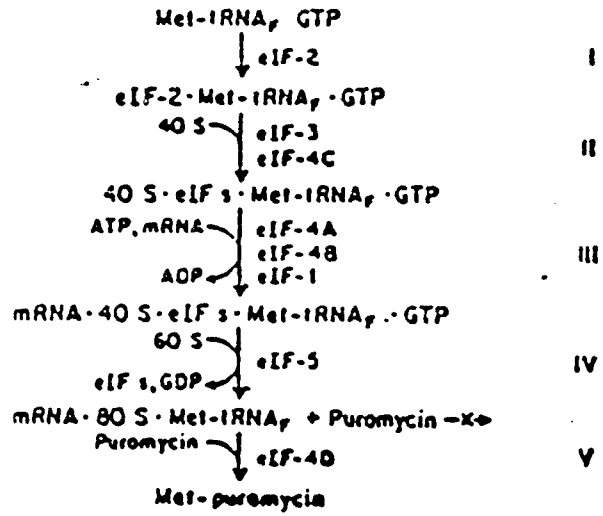 Met-tRNAF GTP
eIF-2 I
eIF-2·Met-tRNAF·GTP
40 S eIF-3
eIF-4C II
40 S·eIF s·Met-tRNAF·GTP
ATP, mRNA eIF-4A
eIF-4B III
ADP eIF-1
mRNA·40 S·eIF s·Met-tRNAF·GTP
60 S
eIF-5 IV
eIF s, GDP
mRNA·80 S·Met-tRNAF + Puromycin -x→
Puromycin eIF-4D V
Met-puromycin